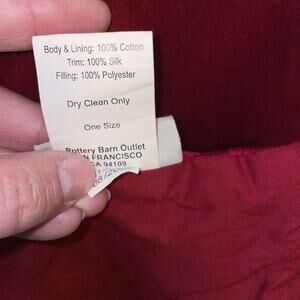 Body & Lining: 100% Cotton
Trim: 100% Silk
Filling: 100% Polyester
Dry Clean Only
One Size
Pottery Barn Outlet
FRANCISCO
CA 94109